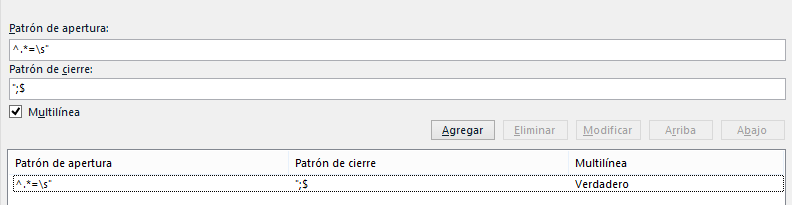 Patrón de apertura:
^.*=\s"
Patrón de cierre:
";$
Multilínea
Agregar Eliminar Modificar Arriba Abajo
Patrón de apertura Patrón de cierre Multilínea
^.*=\s" ";$ Verdadero